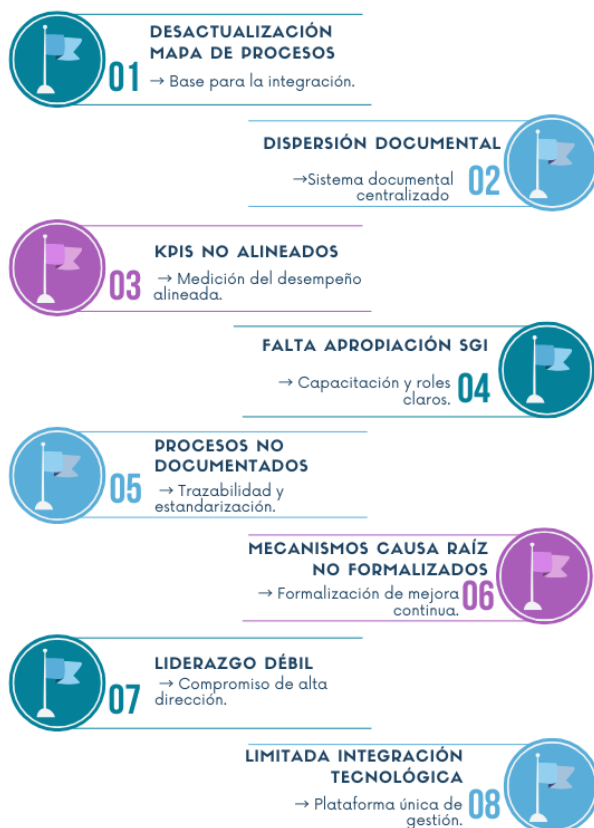 DESACTUALIZACIÓN
MAPA DE PROCESOS
01
→ Base para la integración.
DISPERSIÓN DOCUMENTAL
→Sistema documental
centralizado
02
KPIS NO ALINEADOS
→ Medición del desempeño
alineada.
03
FALTA APROPIACIÓN SGI
→ Capacitación y roles
claros.
04
PROCESOS NO
DOCUMENTADOS
→ Trazabilidad y
estandarización.
05
MECANISMOS CAUSA RAÍZ
NO FORMALIZADOS
→ Formalización de mejora
continua.
06
LIDERAZGO DÉBIL
→ Compromiso de alta
dirección.
07
LIMITADA INTEGRACIÓN
TECNOLÓGICA
→ Plataforma única de
gestión.
08